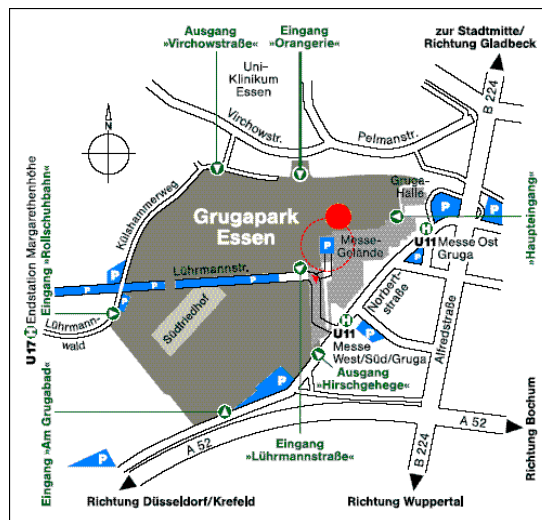 Ausgang
»Virchowstraße«
Eingang
»Orangerie«
zur Stadtmitte/
Richtung Gladbeck
Uni-
Klinikum
Essen
B 224
N
Virchowstr.
Pelmanstr.
Külshammerweg
Gruga-
Halle
P
Grugapark
Essen
P
P
Messe-
Gelände
H
U11 Messe Ost
Gruga
»Haupteingang«
U17 H Endstation Margarethenhöhe
Eingang »Rollschuhbahn«
P
Lührmannstr.
P
P
Norbert-
straße
Alfredstraße
Südfriedhof
Lührmann-
wald
H
U11
Messe
West/Süd/Gruga
P
Ausgang
»Hirschgehege«
P
Eingang »Am Grugabad«
A 52
A 52
P
Eingang
»Lührmannstraße«
B 224
Richtung Bochum
Richtung Düsseldorf/Krefeld
Richtung Wuppertal